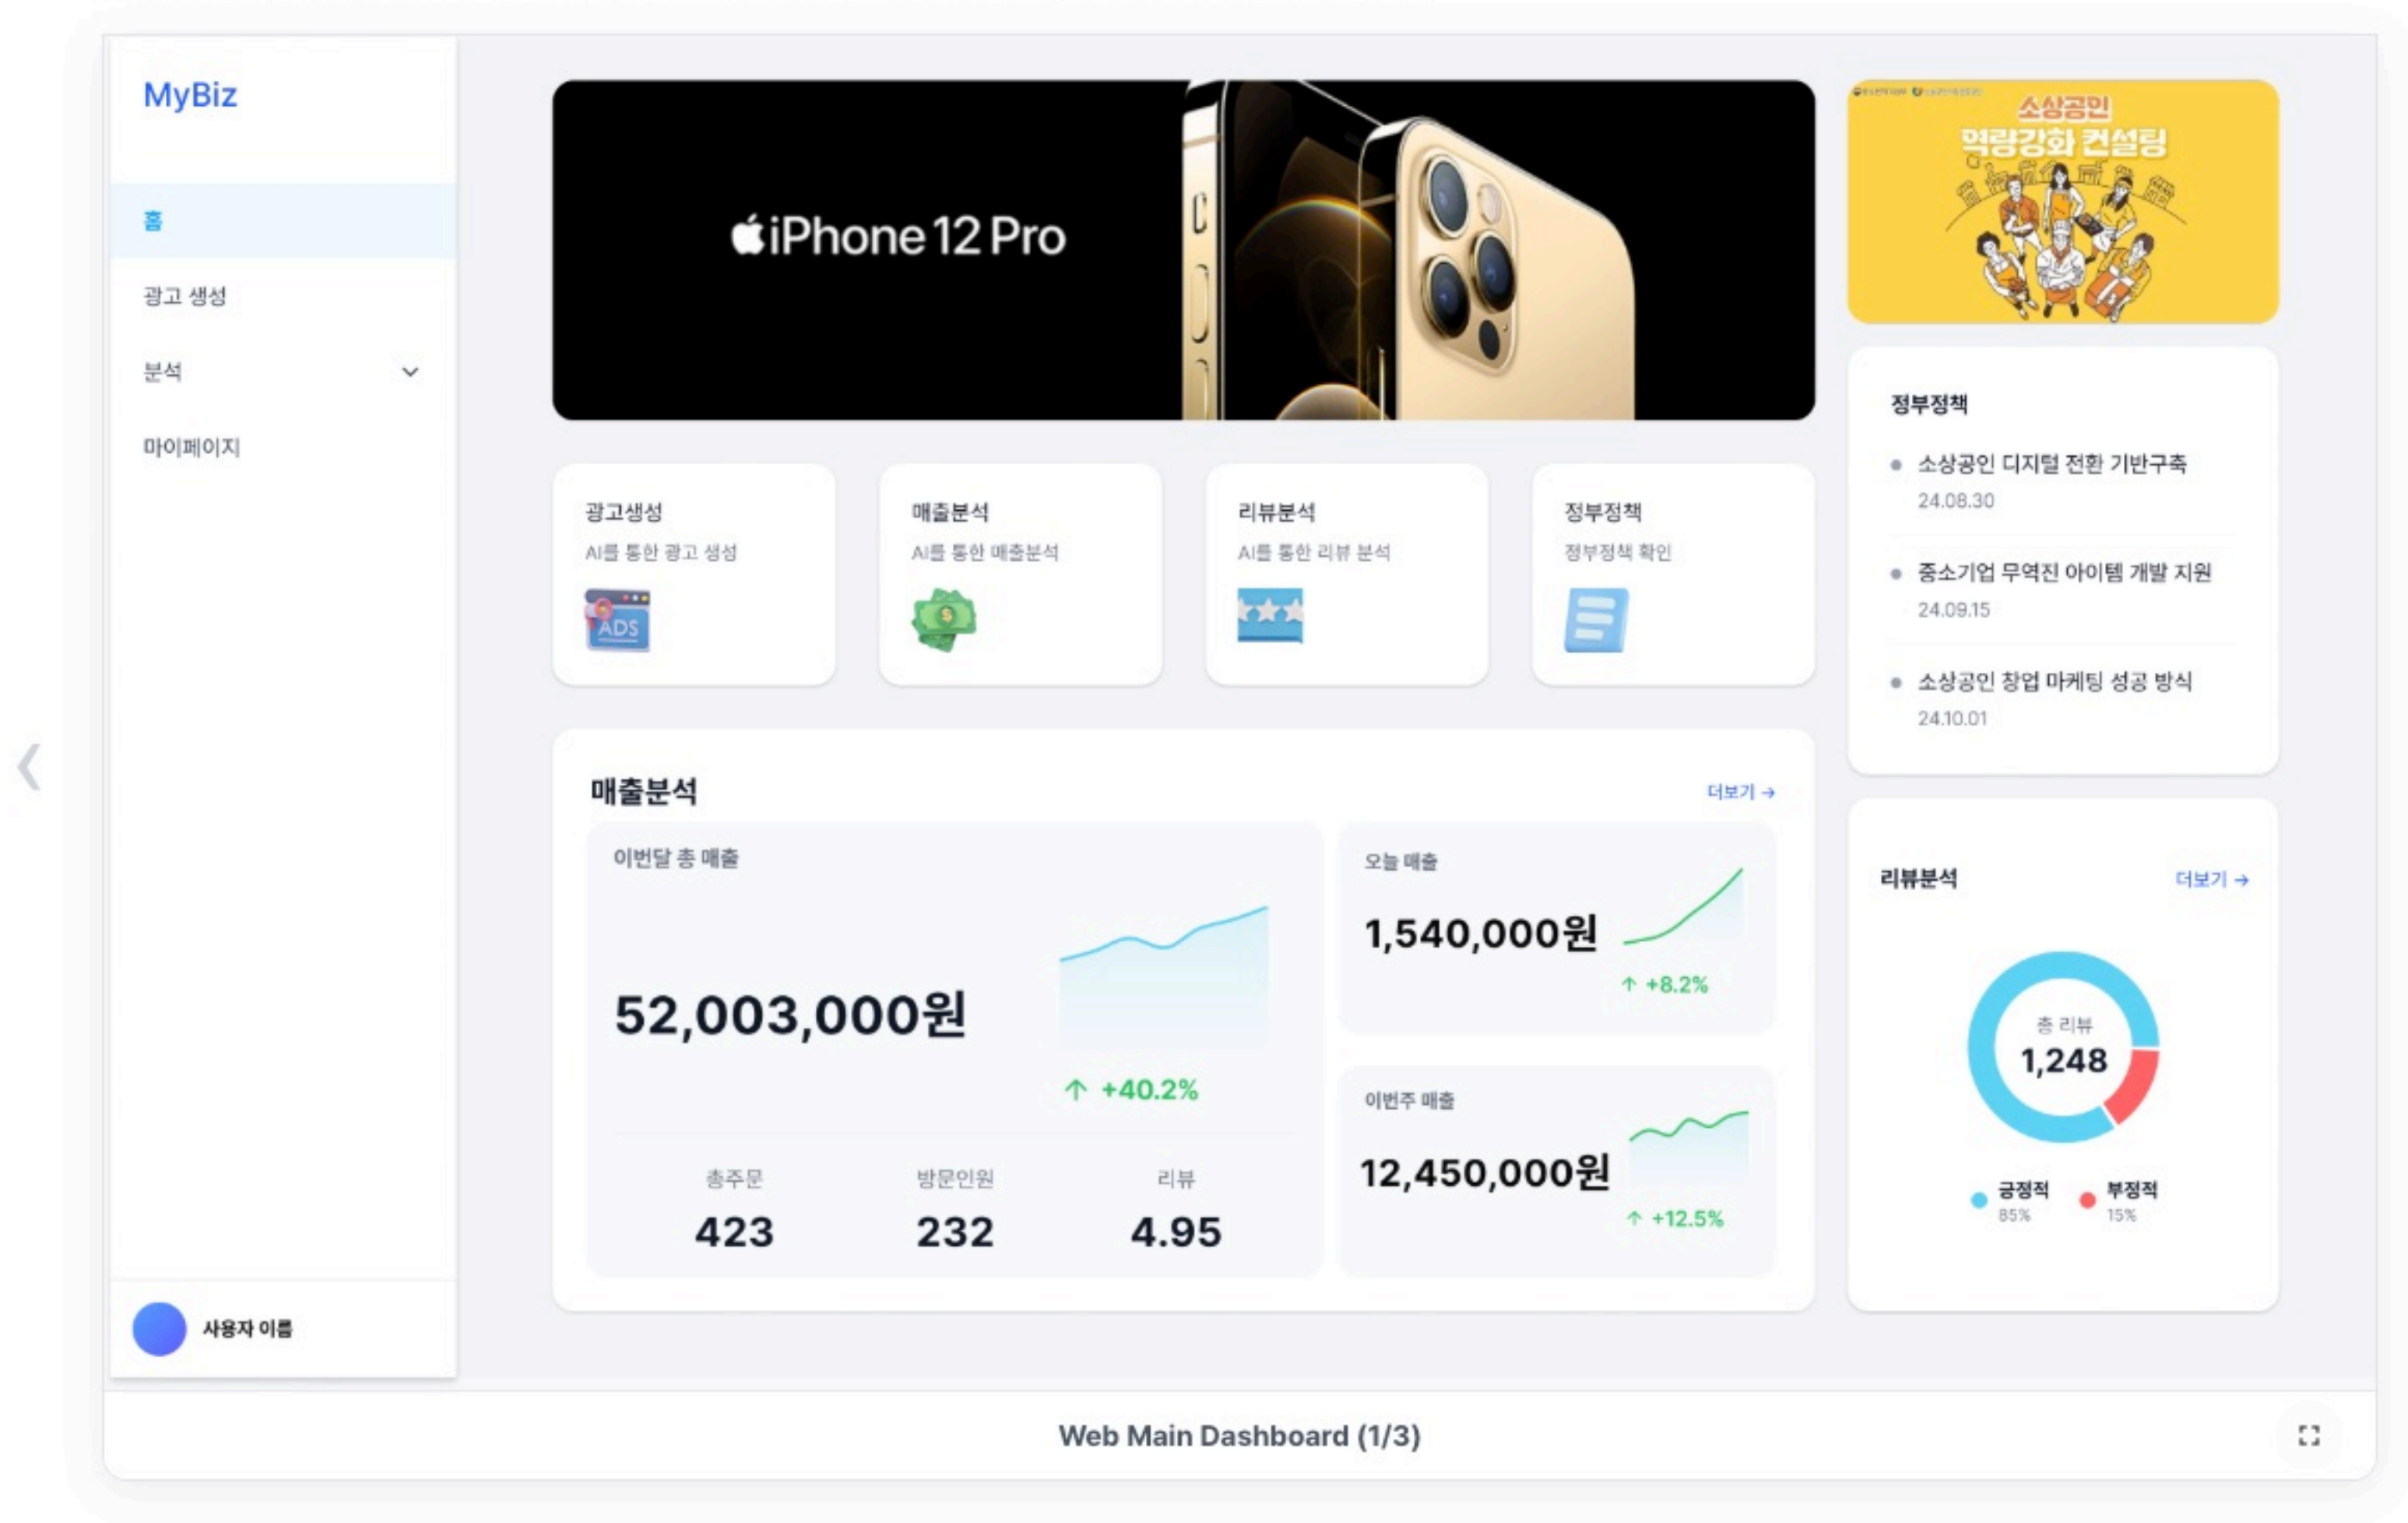 MyBiz
홈
광고 생성
분석
마이페이지
사용자 이름
iPhone 12 Pro
소상공인
역량강화 컨설팅
광고생성
AI를 통한 광고 생성
ADS
매출분석
AI를 통한 매출분석
리뷰분석
AI를 통한 리뷰 분석
정부정책
정부정책 확인
정부정책
소상공인 디지털 전환 기반구축
24.08.30
중소기업 무역진 아이템 개발 지원
24.09.15
소상공인 창업 마케팅 성공 방식
24.10.01
매출분석
더보기 →
이번달 총 매출
52,003,000원
↑ +40.2%
총주문
423
방문인원
232
리뷰
4.95
오늘 매출
1,540,000원
↑ +8.2%
이번주 매출
12,450,000원
↑ +12.5%
리뷰분석
더보기 →
총 리뷰
1,248
긍정적
85%
부정적
15%
Web Main Dashboard (1/3)